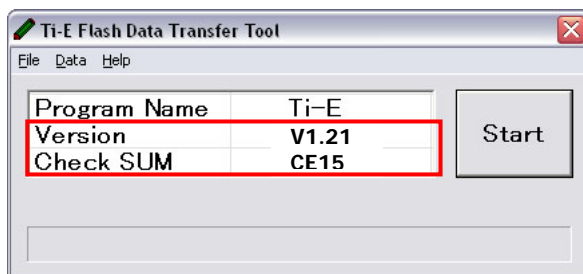 Ti-E Flash Data Transfer Tool
File Data Help
Program Name Ti-E
Version V1.21
Check SUM CE15
Start